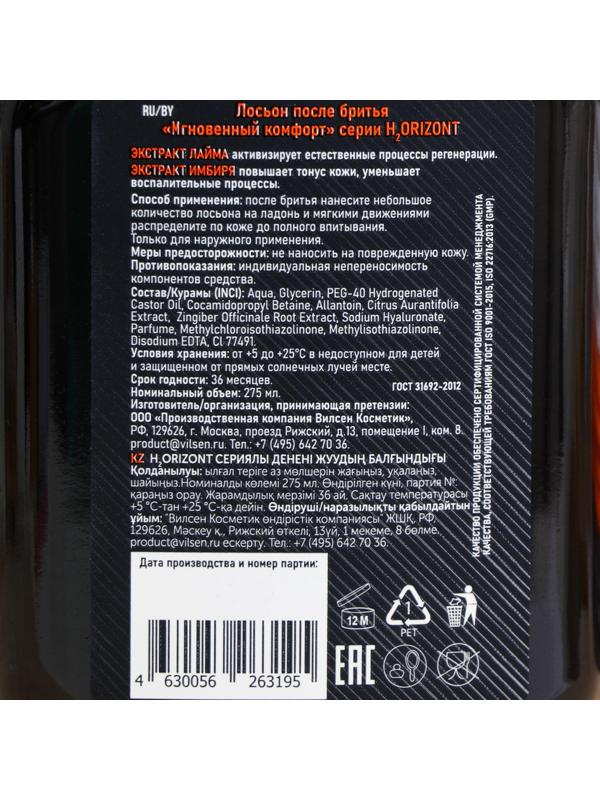 RU/BY
Лосьон после бритья
«Мгновенный комфорт» серии H₂ORIZONT
ЭКСТРАКТ ЛАЙМА активизирует естественные процессы регенерации.
ЭКСТРАКТ ИМБИРЯ повышает тонус кожи, уменьшает
воспалительные процессы.
Способ применения: после бритья нанесите небольшое
количество лосьона на ладонь и мягкими движениями
распределите по коже до полного впитывания.
Только для наружного применения.
Меры предосторожности: не наносить на поврежденную кожу.
Противопоказания: индивидуальная непереносимость
компонентов средства.
Состав/Курамы (INCI): Aqua, Glycerin, PEG-40 Hydrogenated
Castor Oil, Cocamidopropyl Betaine, Allantoin, Citrus Aurantifolia
Extract, Zingiber Officinale Root Extract, Sodium Hyaluronate,
Parfume, Methylchloroisothiazolinone, Methylisothiazolinone,
Disodium EDTA, CI 77491.
Условия хранения: от +5 до +25°C в недоступном для детей
и защищенном от прямых солнечных лучей месте.
Срок годности: 36 месяцев.
ГОСТ 31692-2012
Номинальный объем: 275 мл.
Изготовитель/организация, принимающая претензии:
ООО «Производственная компания Вилсен Косметик»,
РФ, 129626, г. Москва, проезд Рижский, д.13, помещение I, ком. 8.
product@vilsen.ru. Тел.: +7 (495) 642 70 36.
KZ H₂ORIZONT СЕРИЯЛЫ ДЕНЕНІ ЖУУДЫҢ БАЛҒЫНДЫҒЫ
Қолданылуы: ылғал теріге аз мөлшерін жағыңыз, уқалаңыз,
шайыңыз.Номиналды көлемі 275 мл. Өндірілген күні, партия №:
қараңыз орау. Жарамдылық мерзімі 36 ай. Сақтау температурасы
+5 °C-тан +25 °C-қа дейін. Өндіруші/наразылықты қабылдайтын
ұйым: "Вилсен Косметик өндірістік компаниясы" ЖШҚ, РФ,
129626, Мәскеу қ., Рижский өткелі, 13үй, 1 мекеме, 8 бөлме.
product@vilsen.ru ескерту. Тел.: +7 (495) 642 70 36.
КАЧЕСТВО ПРОДУКЦИИ ОБЕСПЕЧЕНО СЕРТИФИЦИРОВАННОЙ СИСТЕМОЙ МЕНЕДЖМЕНТА
КАЧЕСТВА, СООТВЕТСТВУЮЩЕЙ ТРЕБОВАНИЯМ ГОСТ ISO 9001-2015, ISO 22716:2013 (GMP).
Дата производства и номер партии:
4 630056 263195
12 M
1
PET
EAC